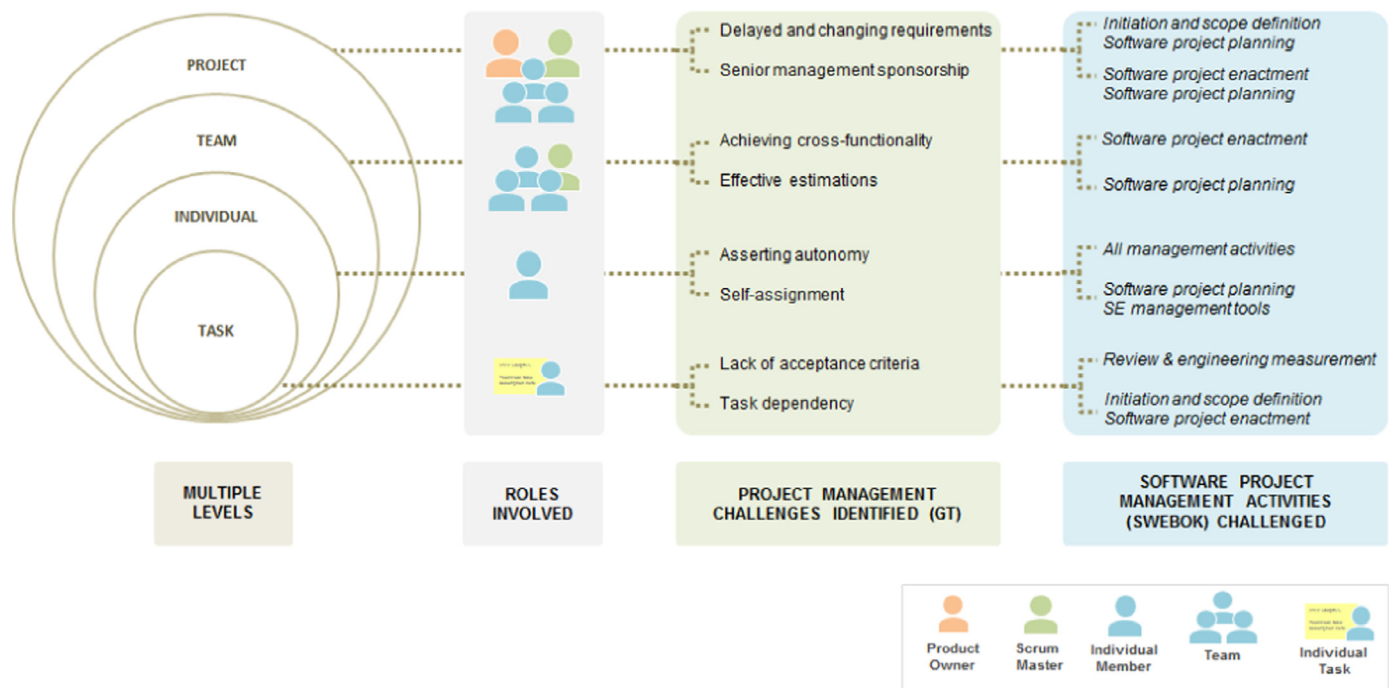 PROJECT
TEAM
INDIVIDUAL
TASK
Delayed and changing requirements
Senior management sponsorship
Achieving cross-functionality
Effective estimations
Asserting autonomy
Self-assignment
Lack of acceptance criteria
Task dependency
Initiation and scope definition
Software project planning
Software project enactment
Software project planning
Software project enactment
Software project planning
All management activities
Software project planning
SE management tools
Review & engineering measurement
Initiation and scope definition
Software project enactment
MULTIPLE
LEVELS
ROLES
INVOLVED
PROJECT MANAGEMENT
CHALLENGES IDENTIFIED (GT)
SOFTWARE PROJECT
MANAGEMENT ACTIVITIES
(SWEBOK) CHALLENGED
Product
Owner
Scrum
Master
Individual
Member
Team
Individual
Task